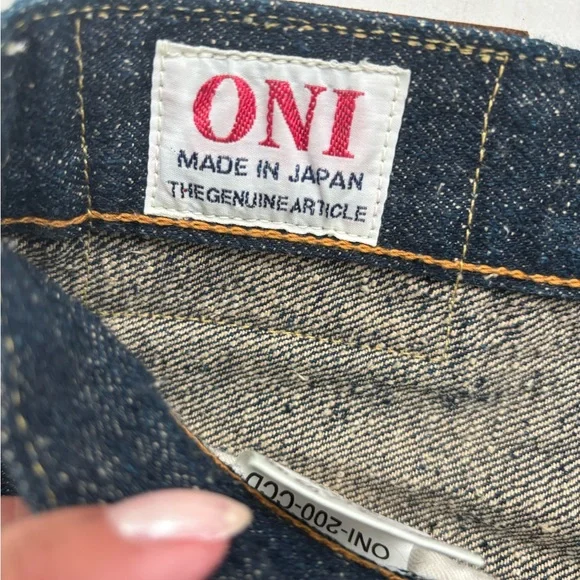 ONI
MADE IN JAPAN
THE GENUINE ARTICLE
ONI-200-CCD